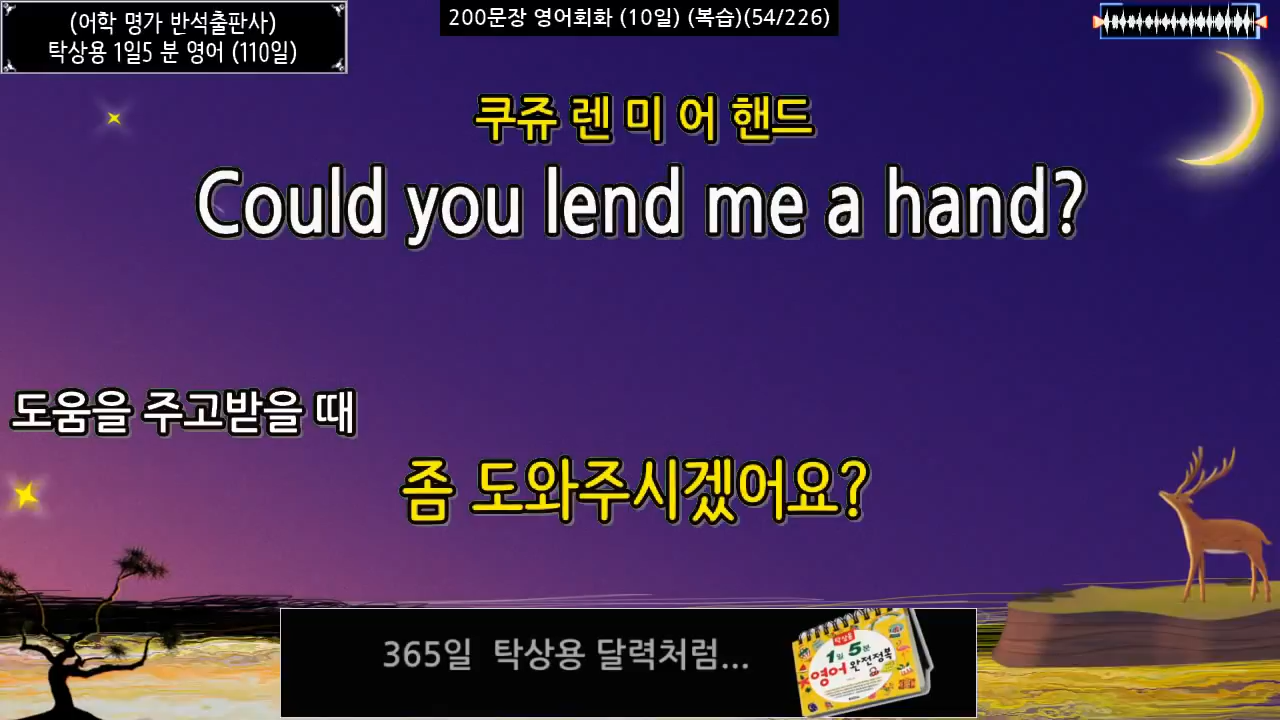 (어학 명가 반석출판사)
탁상용 1일5 분 영어 (110일)
200문장 영어회화 (10일) (복습)(54/226)
쿠쥬 렌 미 어 핸드
Could you lend me a hand?
도움을 주고받을 때
좀 도와주시겠어요?
365일 탁상용 달력처럼...
탁상용
1일 5분
영어 완전정복